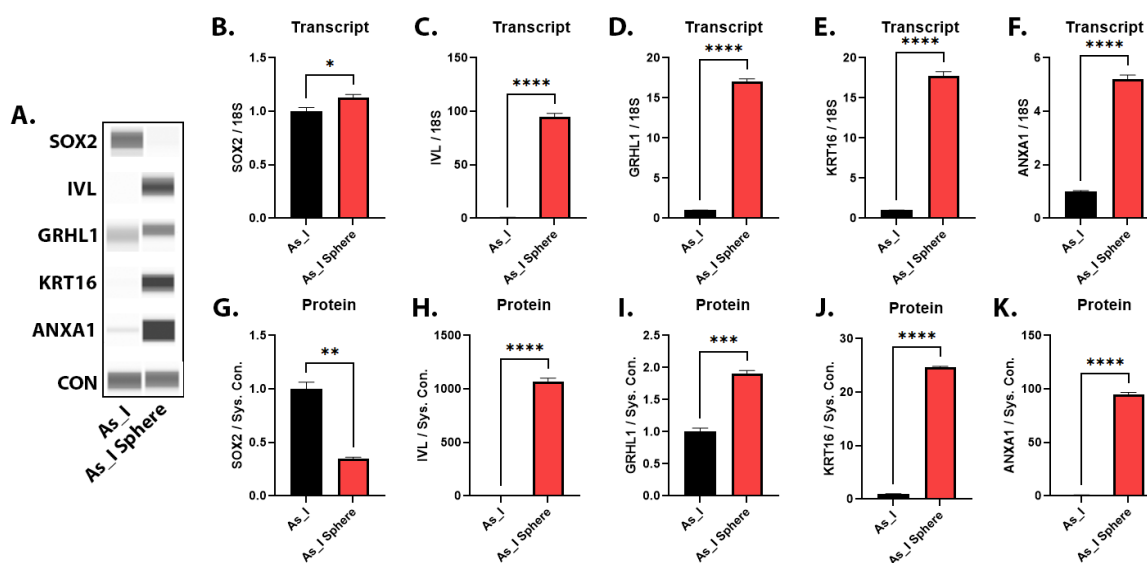 A.
SOX2
IVL
GRHL1
KRT16
ANXA1
CON
As_I
As_I Sphere
B.
Transcript
*
SOX2 / 18S
1.5
1.0
0.5
0.0
As_I
As_I Sphere
C.
Transcript
****
IVL / 18S
150
100
50
0
As_I
As_I Sphere
D.
Transcript
****
GRHL1 / 18S
20
15
10
5
0
As_I
As_I Sphere
E.
Transcript
****
KRT16 / 18S
20
15
10
5
0
As_I
As_I Sphere
F.
Transcript
****
ANXA1 / 18S
6
4
2
0
As_I
As_I Sphere
G.
Protein
**
SOX2 / Sys. Con.
1.5
1.0
0.5
0.0
As_I
As_I Sphere
H.
Protein
****
IVL / Sys. Con.
1500
1000
500
0
As_I
As_I Sphere
I.
Protein
***
GRHL1 / Sys. Con.
2.5
2.0
1.5
1.0
0.5
0.0
As_I
As_I Sphere
J.
Protein
****
KRT16 / Sys. Con.
30
20
10
0
As_I
As_I Sphere
K.
Protein
****
ANXA1 / Sys. Con.
150
100
50
0
As_I
As_I Sphere